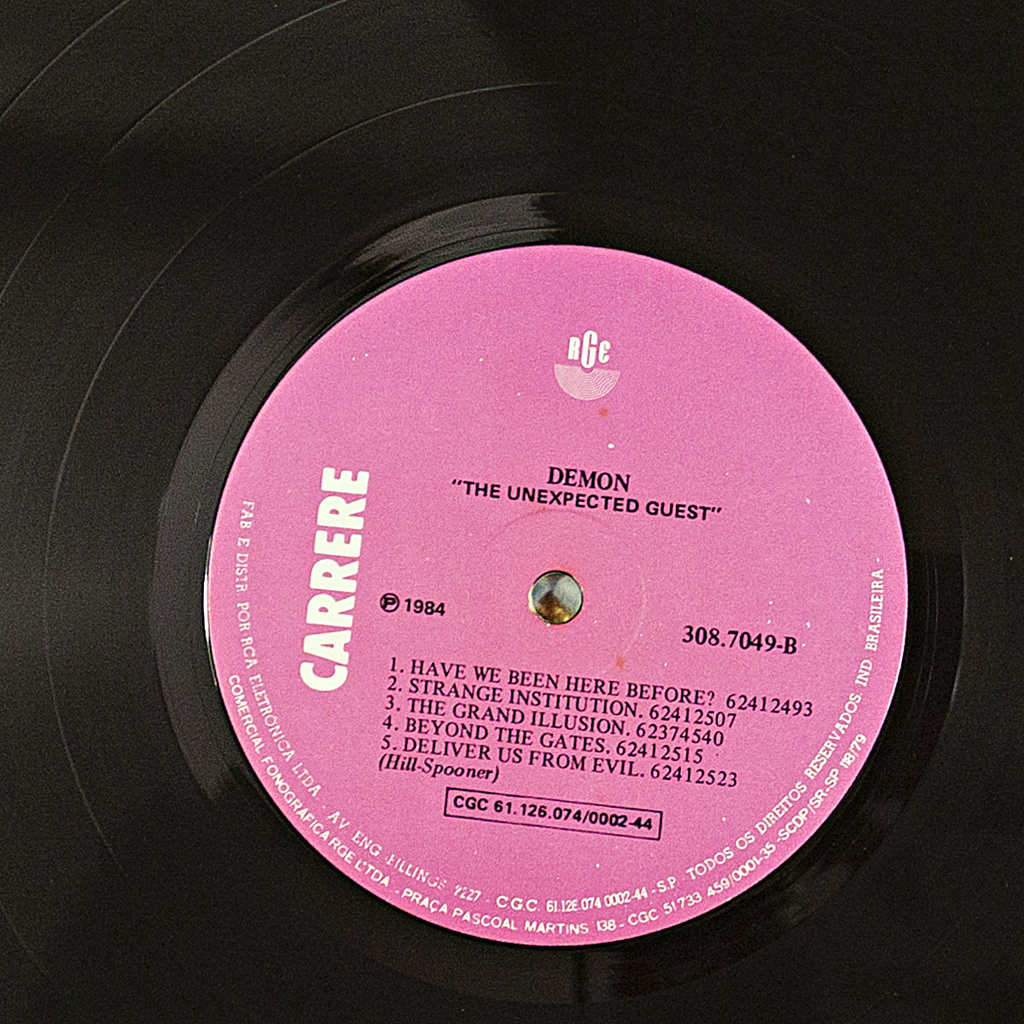 RGE
DEMON
"THE UNEXPECTED GUEST"
CARRERE
℗ 1984
308.7049-B
1. HAVE WE BEEN HERE BEFORE? 62412493
2. STRANGE INSTITUTION. 62412507
3. THE GRAND ILLUSION. 62374540
4. BEYOND THE GATES. 62412515
5. DELIVER US FROM EVIL. 62412523
(Hill-Spooner)
CGC 61.126.074/0002-44
FAB E DISTR. POR RCA ELETRÔNICA LTDA - AV. ENG. BILLINGS 2227 - C.G.C. 61.126.074 0002-44 - S.P. - TODOS OS DIREITOS RESERVADOS. IND BRASILEIRA -
COMERCIAL FONOGRAFICA RGE LTDA - PRAÇA PASCOAL MARTINS 138 - CGC 51733 459/0001-35 - SCDP/SR-SP 118/79